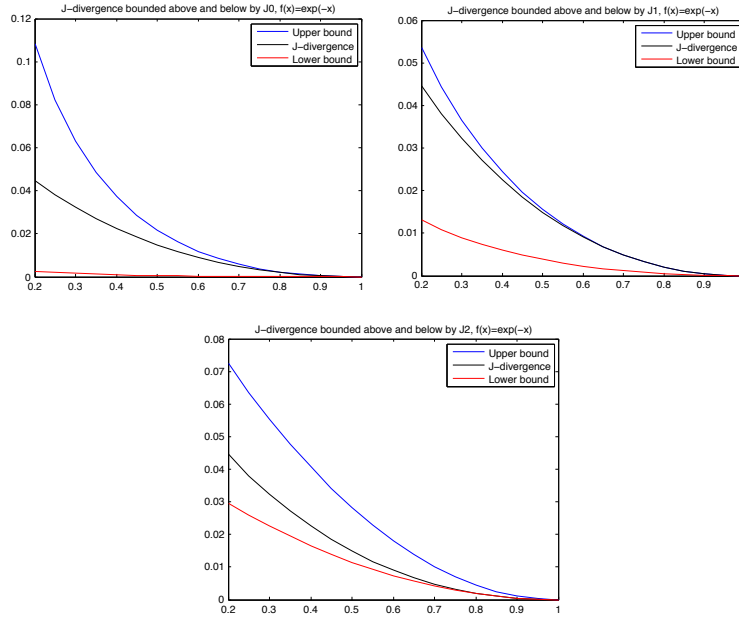 J−divergence bounded above and below by J0, f(x)=exp(−x)
0.12
0.1
0.08
0.06
0.04
0.02
0
0.2 0.3 0.4 0.5 0.6 0.7 0.8 0.9 1
Upper bound
J−divergence
Lower bound
J−divergence bounded above and below by J1, f(x)=exp(−x)
0.06
0.05
0.04
0.03
0.02
0.01
0
0.2 0.3 0.4 0.5 0.6 0.7 0.8 0.9
Upper bound
J−divergence
Lower bound
J−divergence bounded above and below by J2, f(x)=exp(−x)
0.08
0.07
0.06
0.05
0.04
0.03
0.02
0.01
0
0.2 0.3 0.4 0.5 0.6 0.7 0.8 0.9 1
Upper bound
J−divergence
Lower bound